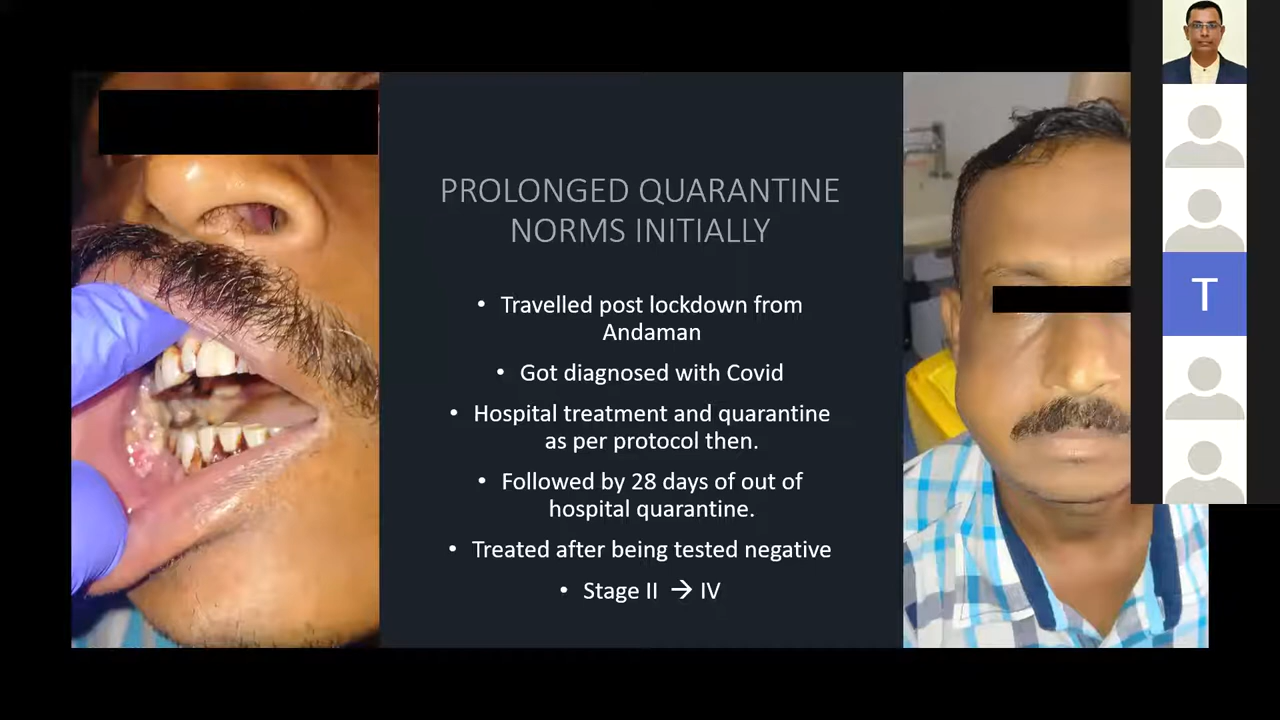 PROLONGED QUARANTINE
NORMS INITIALLY
• Travelled post lockdown from
Andaman
• Got diagnosed with Covid
• Hospital treatment and quarantine
as per protocol then.
• Followed by 28 days of out of
hospital quarantine.
• Treated after being tested negative
• Stage II → IV
T